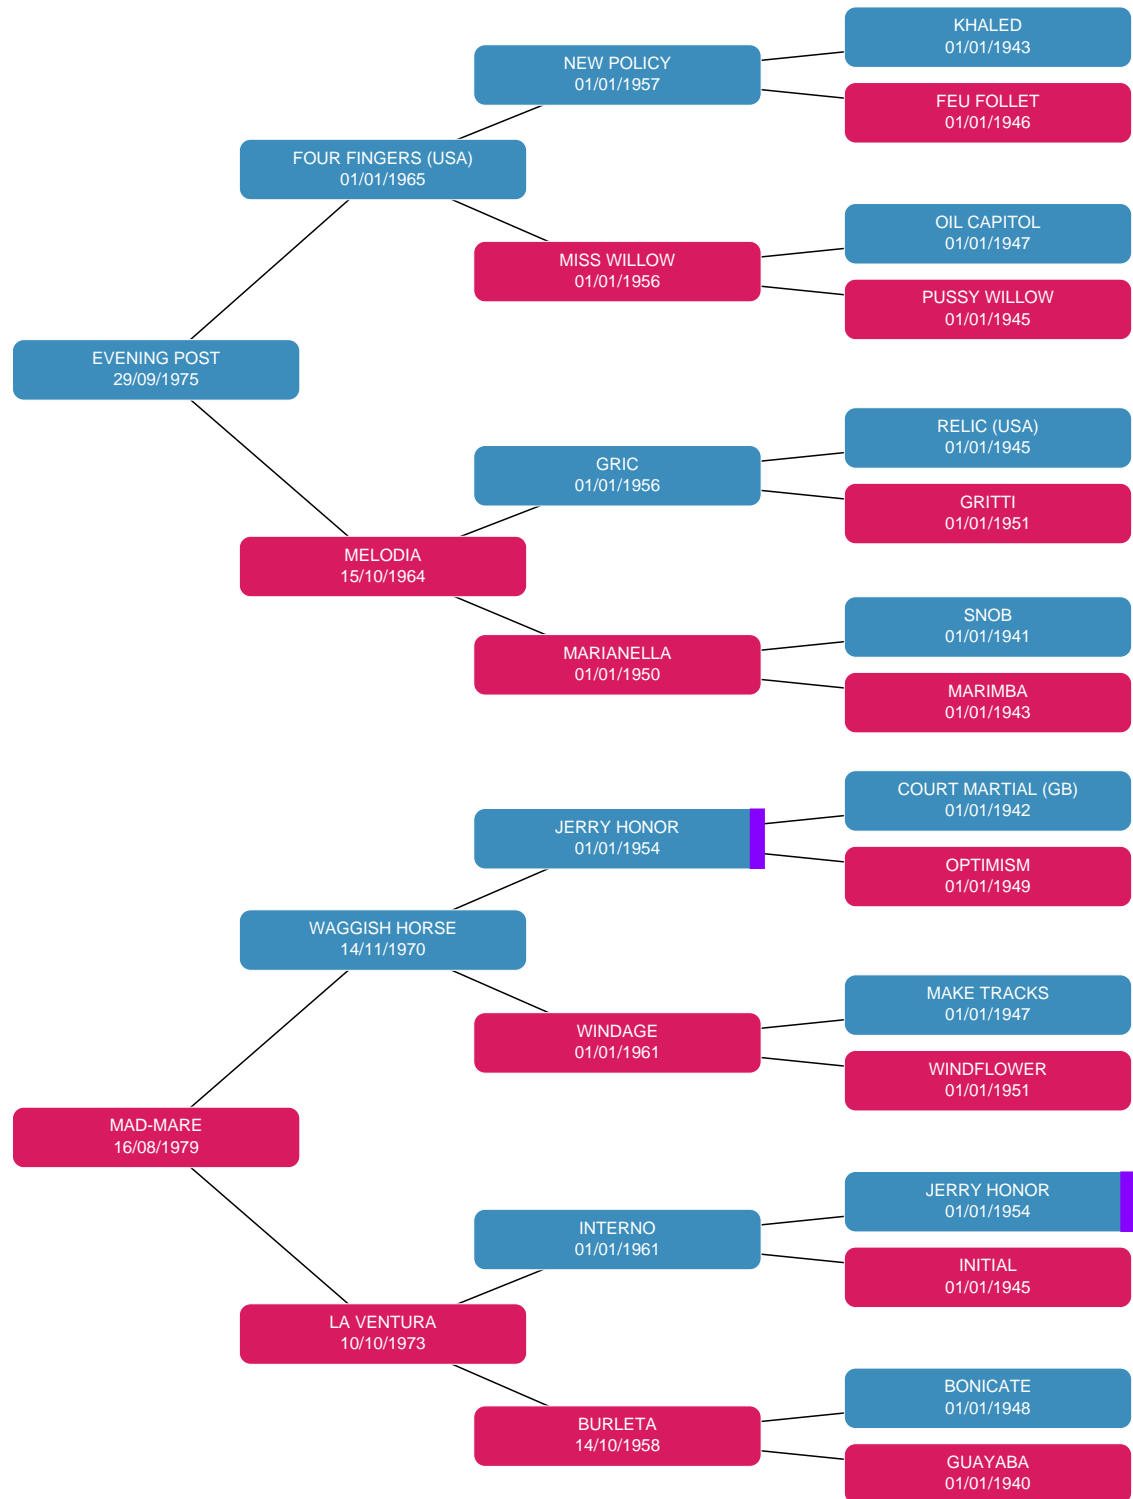 KHALED
01/01/1943
NEW POLICY
01/01/1957
FEU FOLLET
01/01/1946
FOUR FINGERS (USA)
01/01/1965
OIL CAPITOL
01/01/1947
MISS WILLOW
01/01/1956
PUSSY WILLOW
01/01/1945
EVENING POST
29/09/1975
RELIC (USA)
01/01/1945
GRIC
01/01/1956
GRITTI
01/01/1951
MELODIA
15/10/1964
SNOB
01/01/1941
MARIANELLA
01/01/1950
MARIMBA
01/01/1943
COURT MARTIAL (GB)
01/01/1942
JERRY HONOR
01/01/1954
OPTIMISM
01/01/1949
WAGGISH HORSE
14/11/1970
MAKE TRACKS
01/01/1947
WINDAGE
01/01/1961
WINDFLOWER
01/01/1951
MAD-MARE
16/08/1979
JERRY HONOR
01/01/1954
INTERNO
01/01/1961
INITIAL
01/01/1945
LA VENTURA
10/10/1973
BONICATE
01/01/1948
BURLETA
14/10/1958
GUAYABA
01/01/1940